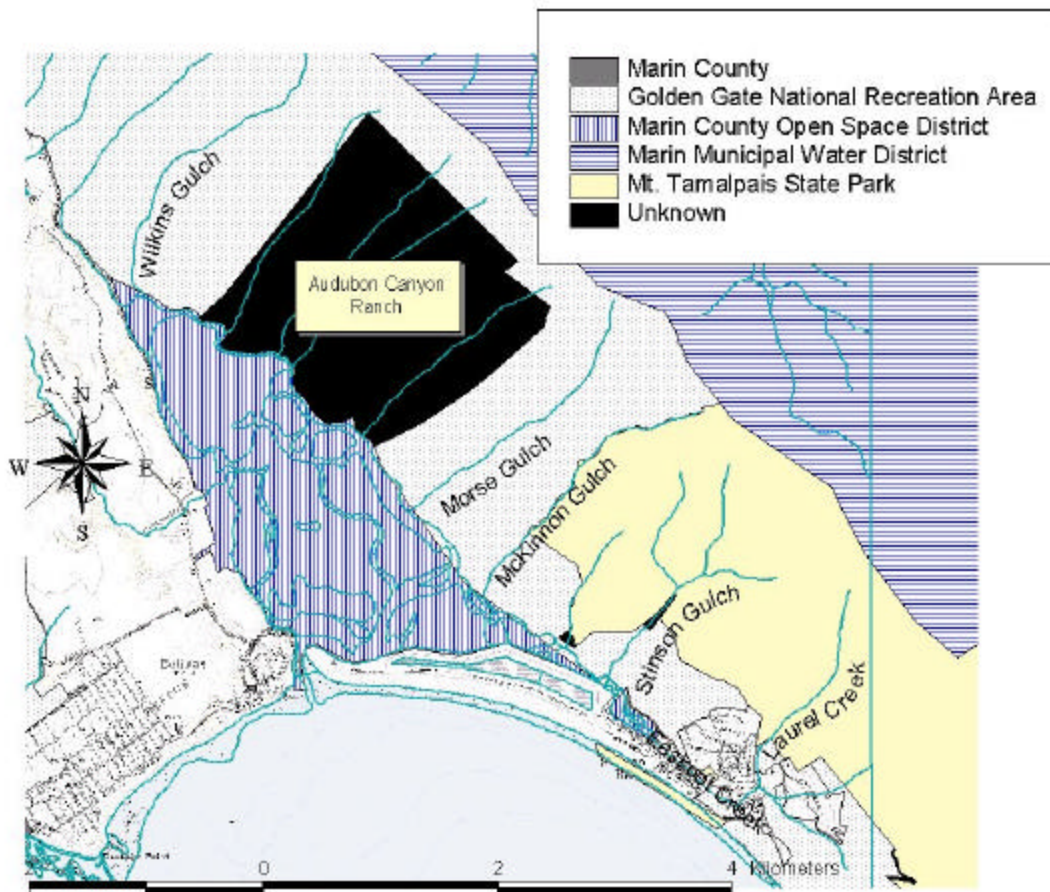 Marin County
Golden Gate National Recreation Area
Marin County Open Space District
Marin Municipal Water District
Mt. Tamalpais State Park
Unknown
Wilkins Gulch
Audubon Canyon
Ranch
N
W
E
S
Morse Gulch
McKinnon Gulch
Stinson Gulch
Bolinas
Laurel Creek
Easkoot Creek
2
0
2
4
Kilometers